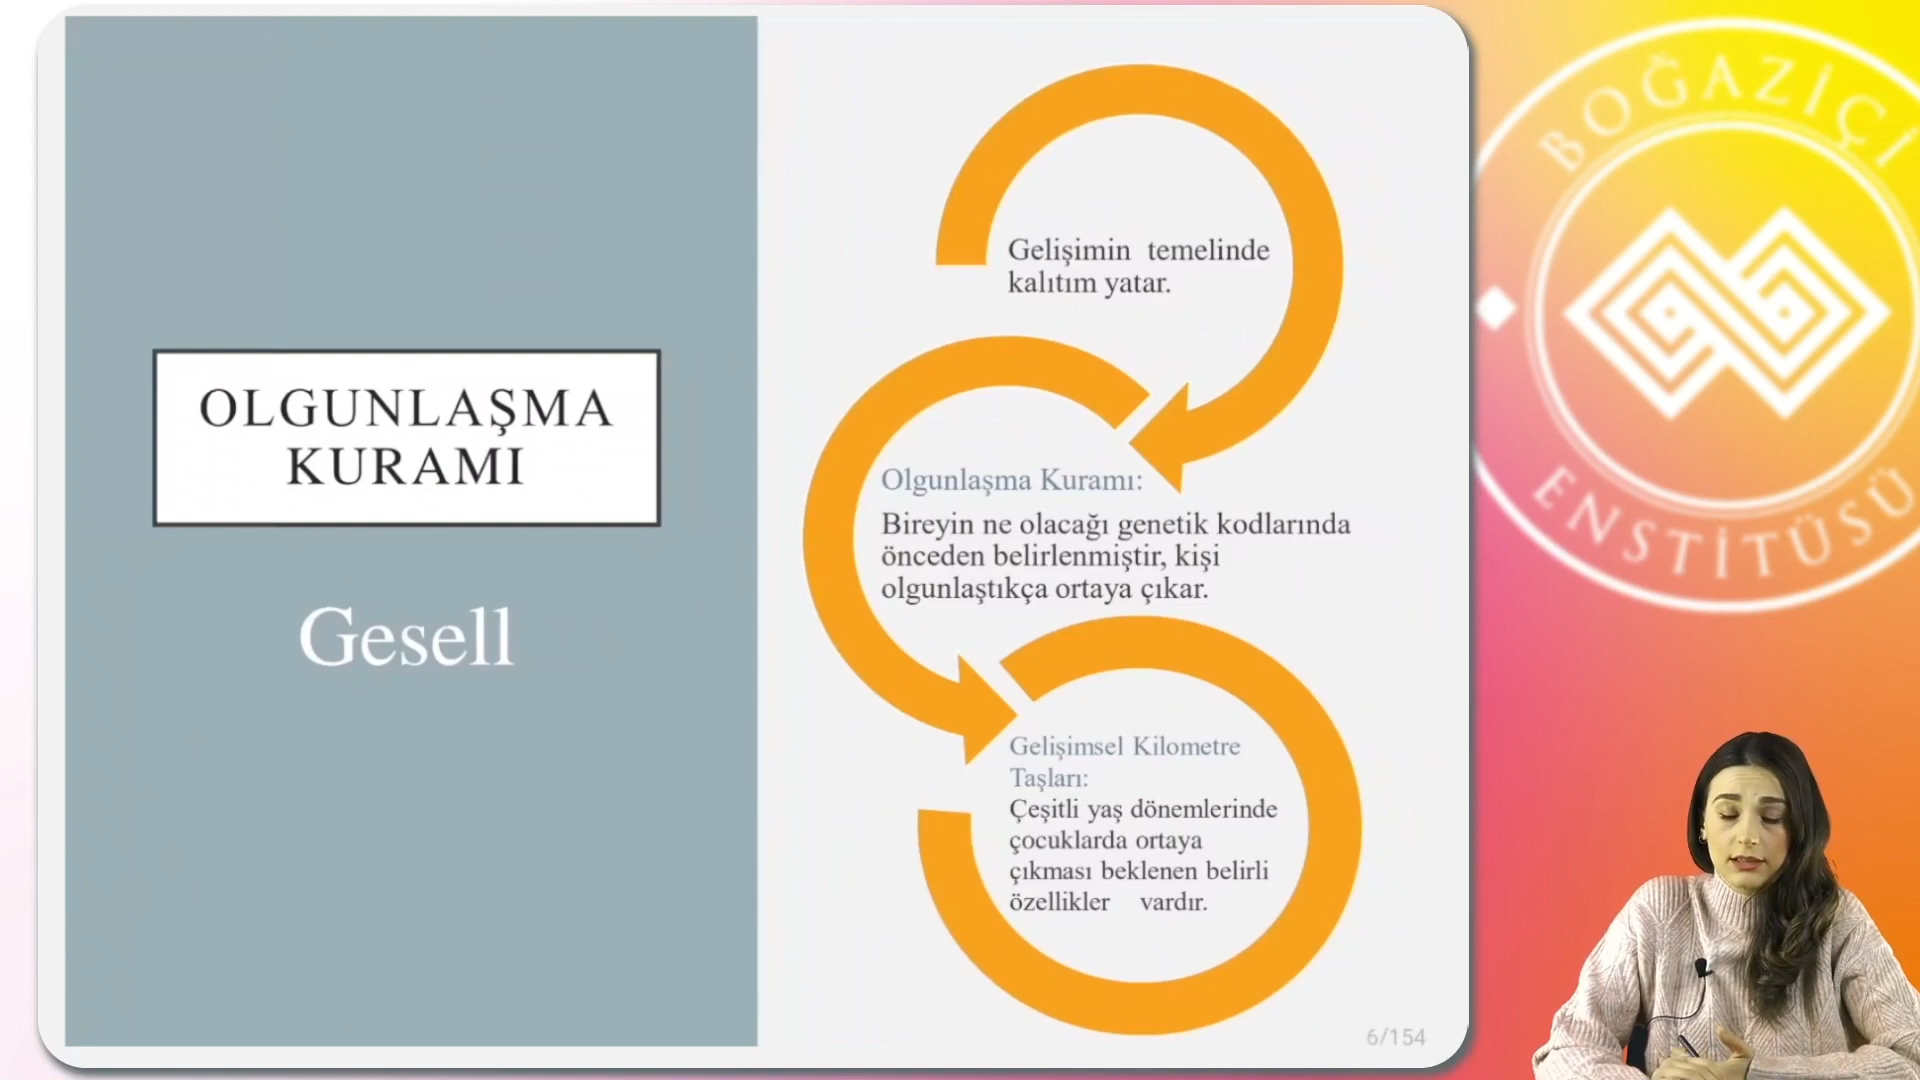 OLGUNLAŞMA
KURAMI
Gesell
Gelişimin temelinde
kalıtım yatar.
Olgunlaşma Kuramı:
Bireyin ne olacağı genetik kodlarında
önceden belirlenmiştir, kişi
olgunlaştıkça ortaya çıkar.
Gelişimsel Kilometre
Taşları:
Çeşitli yaş dönemlerinde
çocuklarda ortaya
çıkması beklenen belirli
özellikler vardır.
6/154
BOĞAZİÇİ
ENSTİTÜSÜ